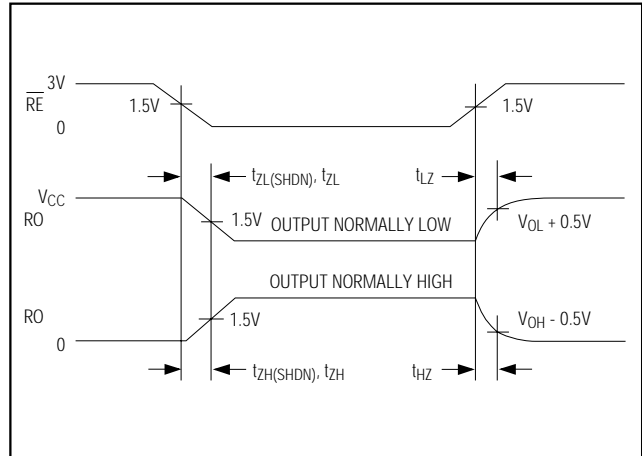 3V
RE
1.5V
1.5V
0
tZL(SHDN), tZL
tLZ
VCC
RO
1.5V
OUTPUT NORMALLY LOW
VOL + 0.5V
OUTPUT NORMALLY HIGH
RO
1.5V
VOH - 0.5V
0
tZH(SHDN), tZH
tHZ